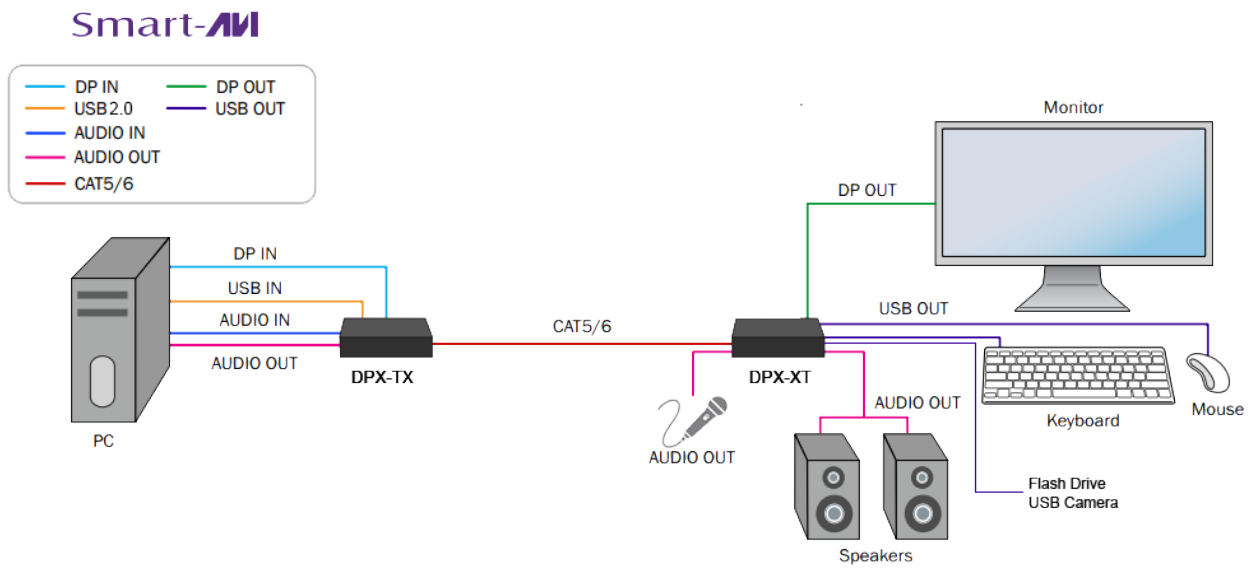 Smart-AVI
DP IN
DP OUT
USB2.0
USB OUT
AUDIO IN
AUDIO OUT
CAT5/6
Monitor
DP OUT
DP IN
USB IN
AUDIO IN
AUDIO OUT
PC
DPX-TX
CAT5/6
DPX-XT
USB OUT
Keyboard
Mouse
AUDIO OUT
AUDIO OUT
Speakers
Flash Drive
USB Camera